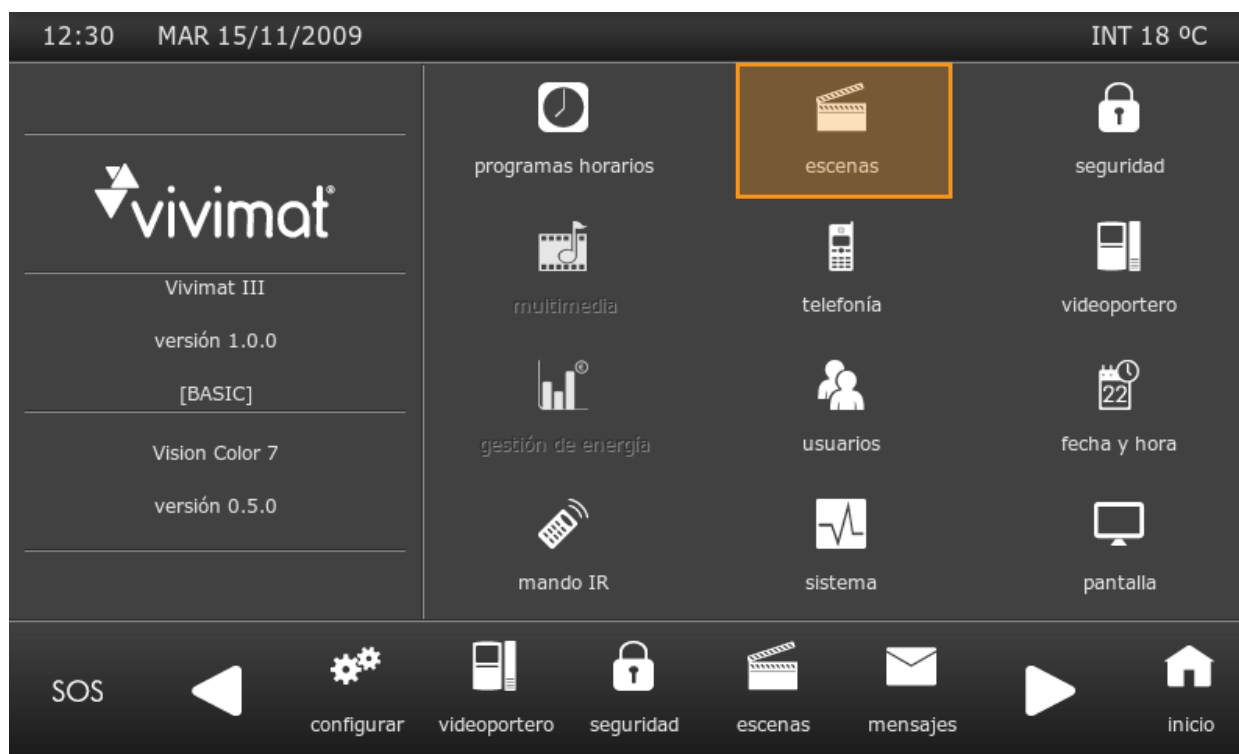 12:30 MAR 15/11/2009 INT 18 ºC
vivimat®
Vivimat III
versión 1.0.0
[BASIC]
Vision Color 7
versión 0.5.0
programas horarios escenas seguridad
multimedia telefonía videoportero
€
22
gestión de energía usuarios fecha y hora
mando IR sistema pantalla
SOS
configurar videoportero seguridad escenas mensajes inicio